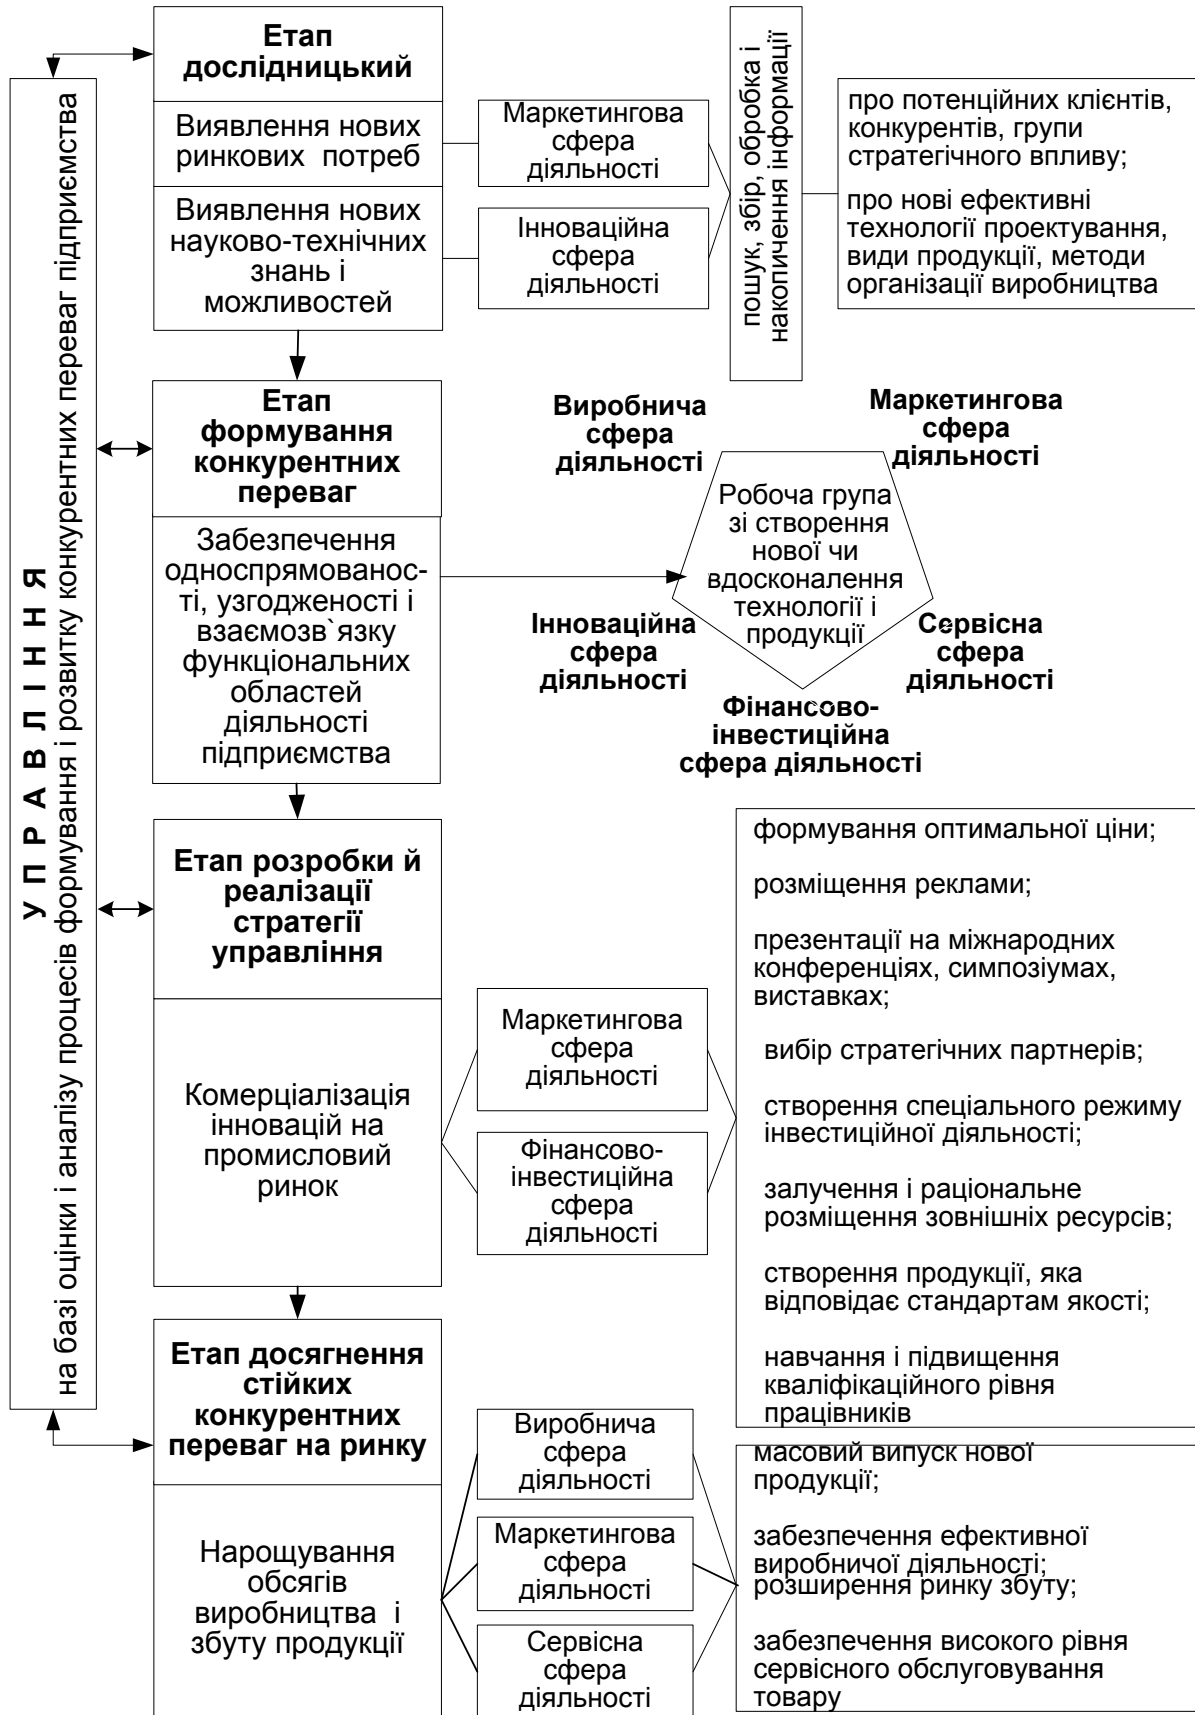 У П Р А В Л І Н Н Я
на базі оцінки і аналізу процесів формування і розвитку конкурентних переваг підприємства
Етап
дослідницький
Виявлення нових
ринкових потреб
Виявлення нових
науково-технічних
знань і
можливостей
Маркетингова
сфера
діяльності
Інноваційна
сфера
діяльності
пошук, збір, обробка і
накопичення інформації
про потенційних клієнтів,
конкурентів, групи
стратегічного впливу;
про нові ефективні
технології проектування,
види продукції, методи
організації виробництва
Етап
формування
конкурентних
переваг
Забезпечення
односпрямованос-
ті, узгодженості і
взаємозв`язку
функціональних
областей
діяльності
підприємства
Виробнича
сфера
діяльності
Маркетингова
сфера
діяльності
Робоча група
зі створення
нової чи
вдосконалення
технології і
продукції
Інноваційна
сфера
діяльності
Сервісна
сфера
діяльності
Фінансово-
інвестиційна
сфера діяльності
Етап розробки й
реалізації
стратегії
управління
Комерціалізація
інновацій на
промисловий
ринок
Маркетингова
сфера
діяльності
Фінансово-
інвестиційна
сфера
діяльності
формування оптимальної ціни;
розміщення реклами;
презентації на міжнародних
конференціях, симпозіумах,
виставках;
вибір стратегічних партнерів;
створення спеціального режиму
інвестиційної діяльності;
залучення і раціональне
розміщення зовнішніх ресурсів;
створення продукції, яка
відповідає стандартам якості;
навчання і підвищення
кваліфікаційного рівня
працівників
Етап досягнення
стійких
конкурентних
переваг на ринку
Нарощування
обсягів
виробництва і
збуту продукції
Виробнича
сфера
діяльності
Маркетингова
сфера
діяльності
Сервісна
сфера
діяльності
масовий випуск нової
продукції;
забезпечення ефективної
виробничої діяльності;
розширення ринку збуту;
забезпечення високого рівня
сервісного обслуговування
товару